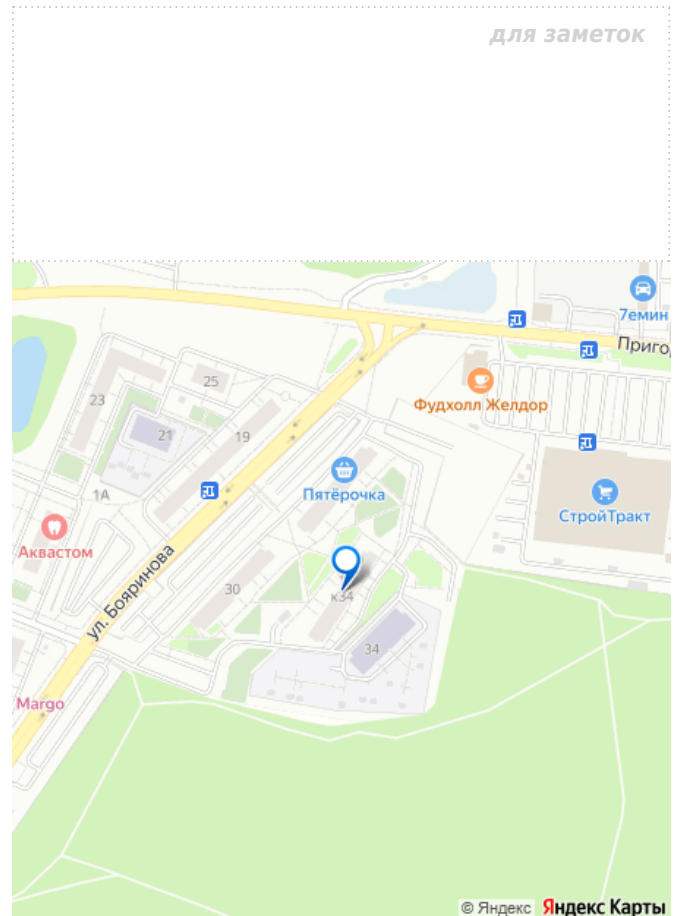 для заметок
7емин
Приго
Фудхолл Желдор
25
23
21
19
Пятёрочка
1А
СтройТракт
Аквастом
ул. Бояринова
30
к34
34
Margo
© Яндекс Яндекс Карты